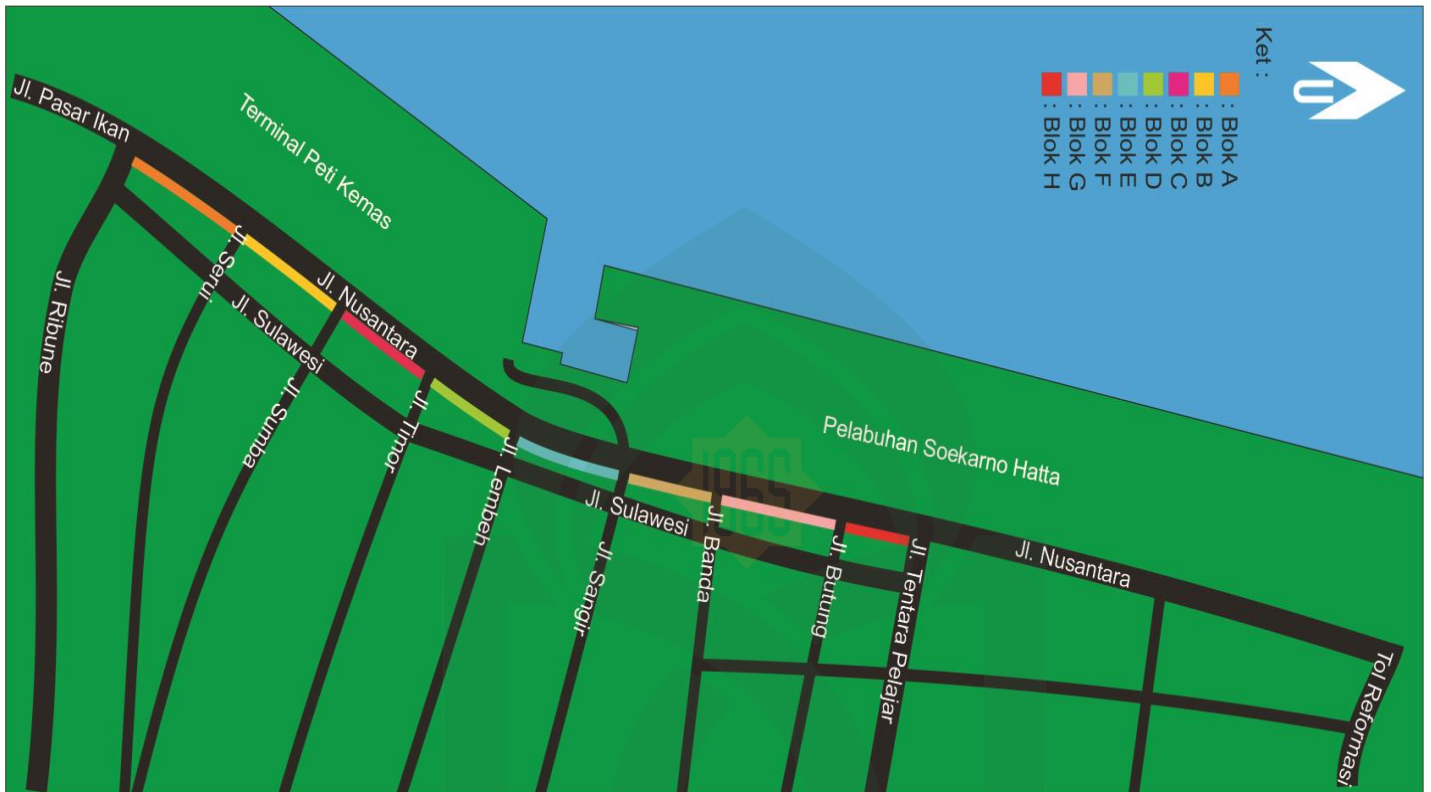 Ket :
: Blok A
: Blok B
: Blok C
: Blok D
: Blok E
: Blok F
: Blok G
: Blok H
U
Jl. Pasar Ikan
Terminal Peti Kemas
Jl. Ribune
Jl. Serui
Jl. Sulawesi
Jl. Nusantara
Jl. Sumba
Jl. Timor
Jl. Lembeh
Jl. Sulawesi
Jl. Sangir
Jl. Banda
1965
Pelabuhan Soekarno Hatta
Jl. Butung
Jl. Tentara Pelajar
Jl. Nusantara
Tol Reformasi